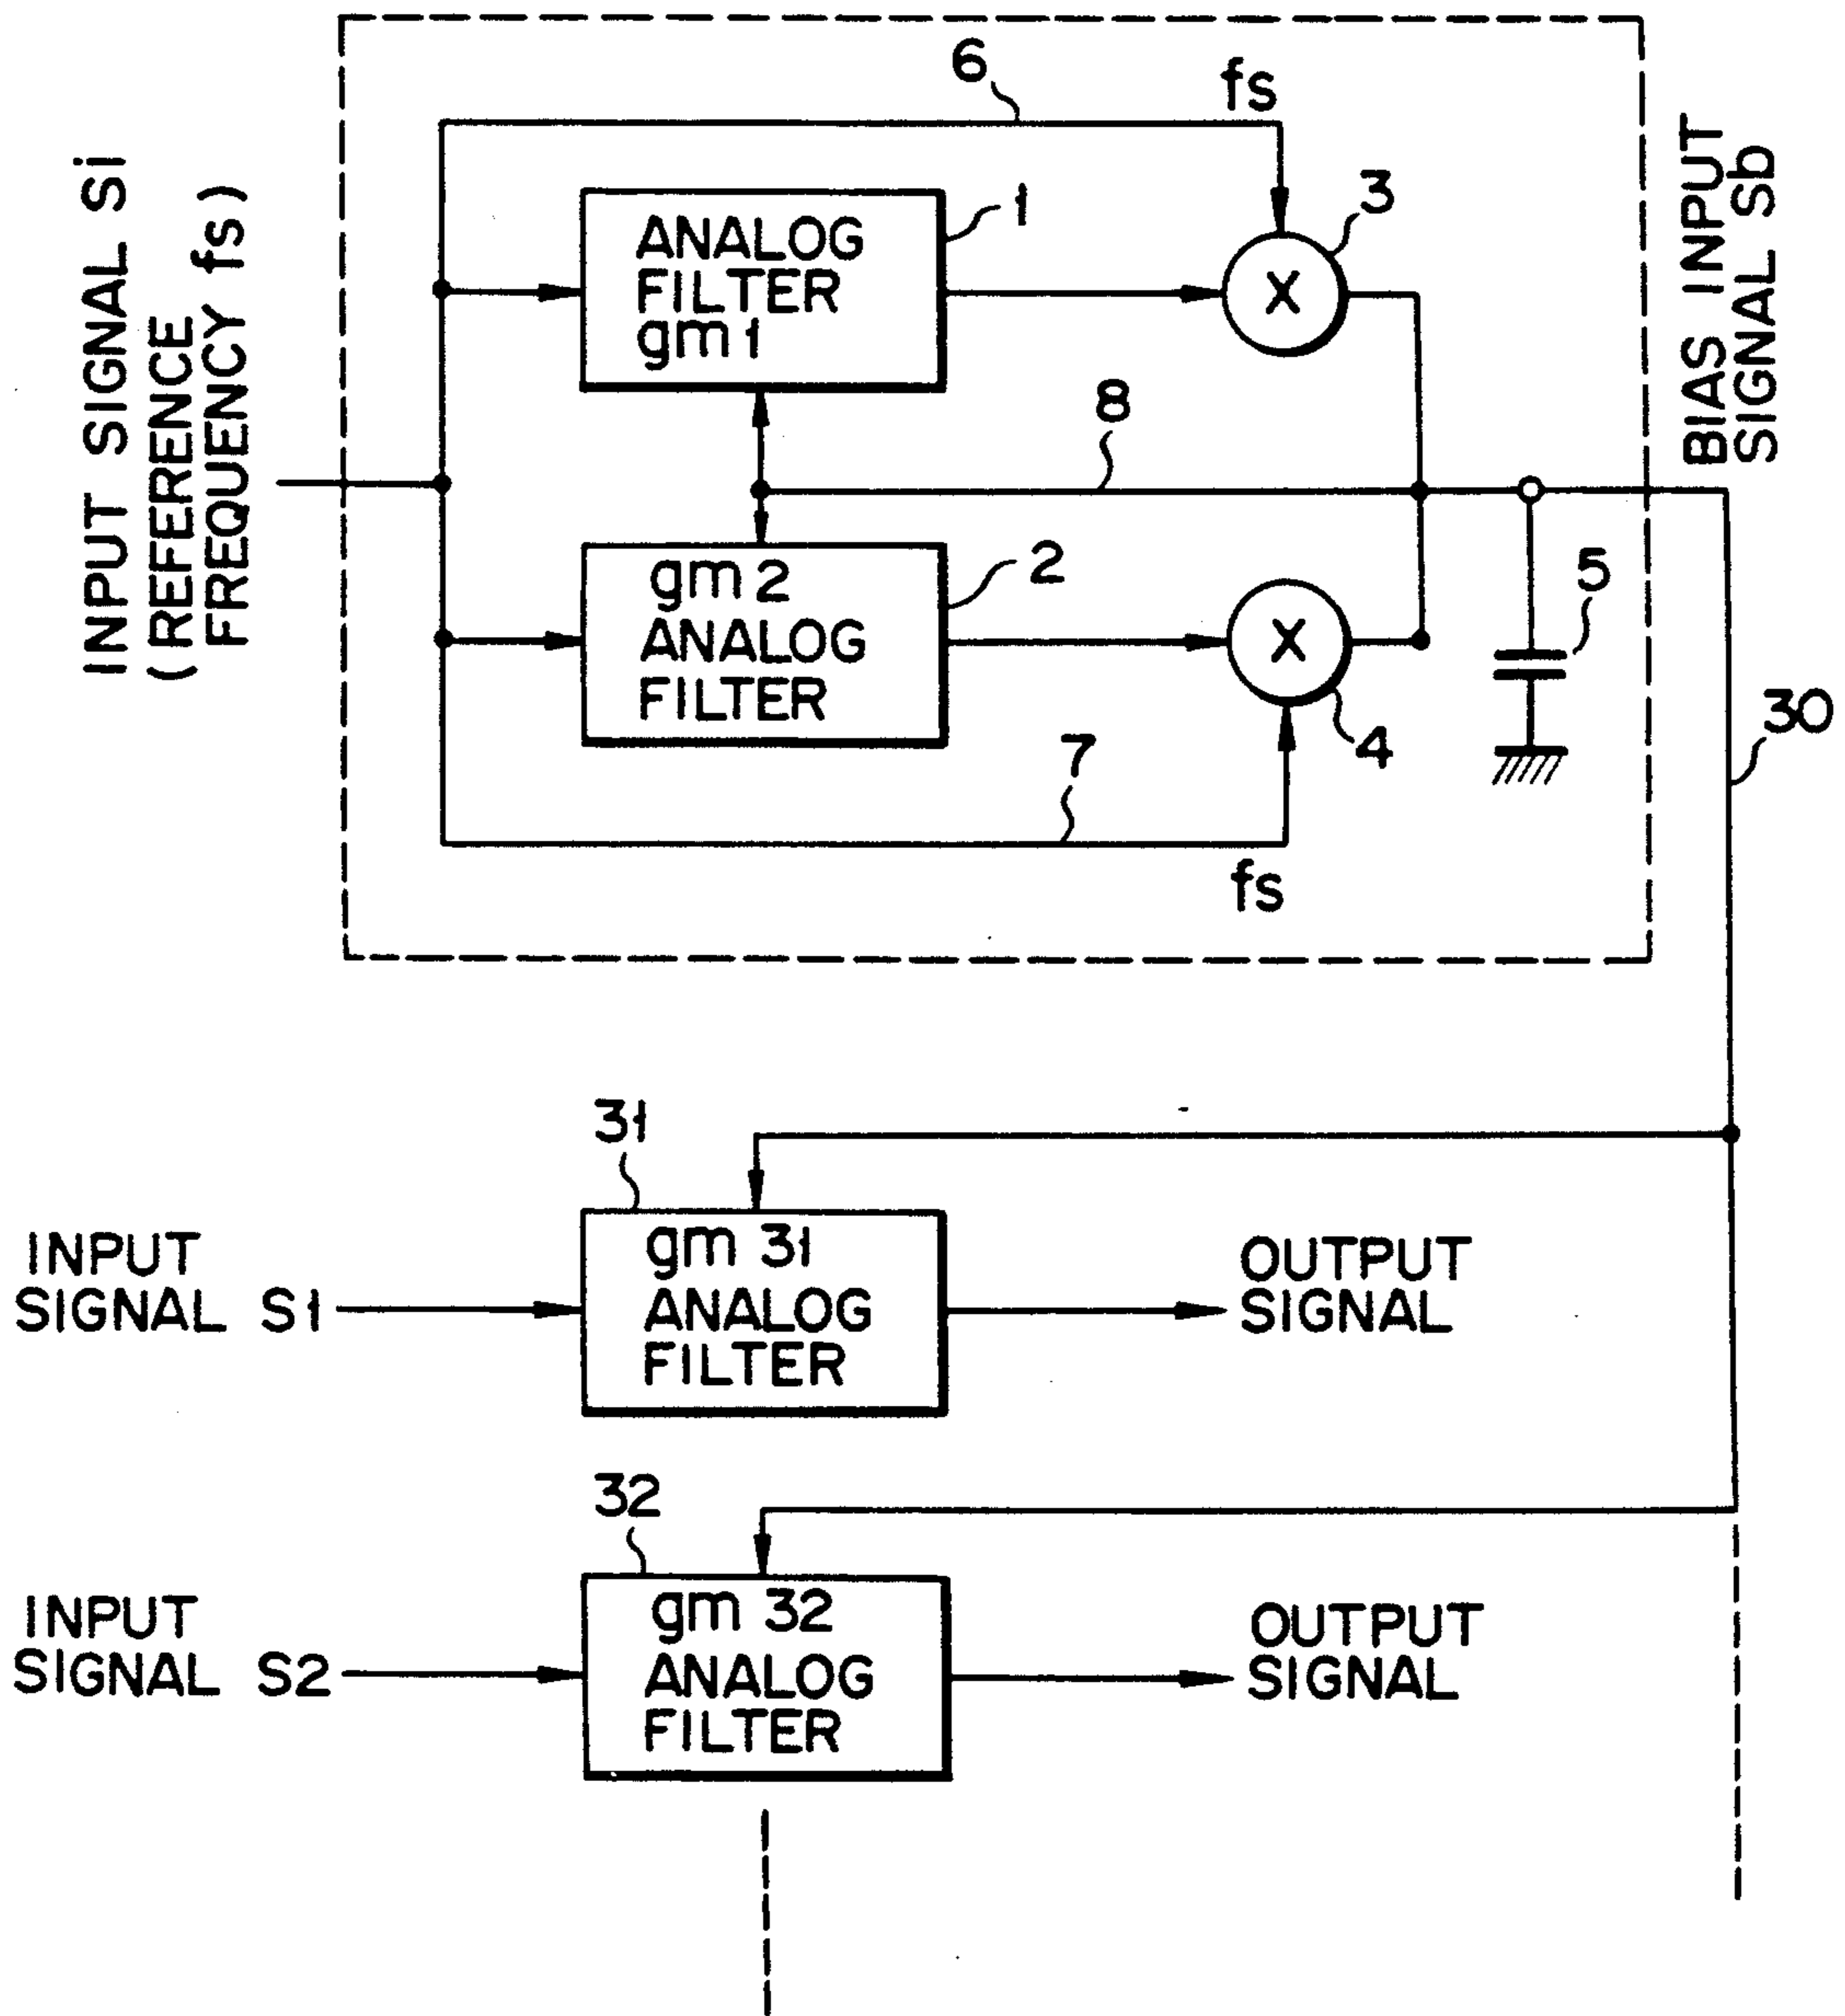 INPUT SIGNAL Si
(REFERENCE
FREQUENCY fs)
6
fs
ANALOG
FILTER
gm1
1
3
X
BIAS INPUT
SIGNAL Sb
8
gm2
ANALOG
FILTER
2
X
4
5
7
fs
30
31
INPUT
SIGNAL S1
gm 31
ANALOG
FILTER
OUTPUT
SIGNAL
32
INPUT
SIGNAL S2
gm 32
ANALOG
FILTER
OUTPUT
SIGNAL